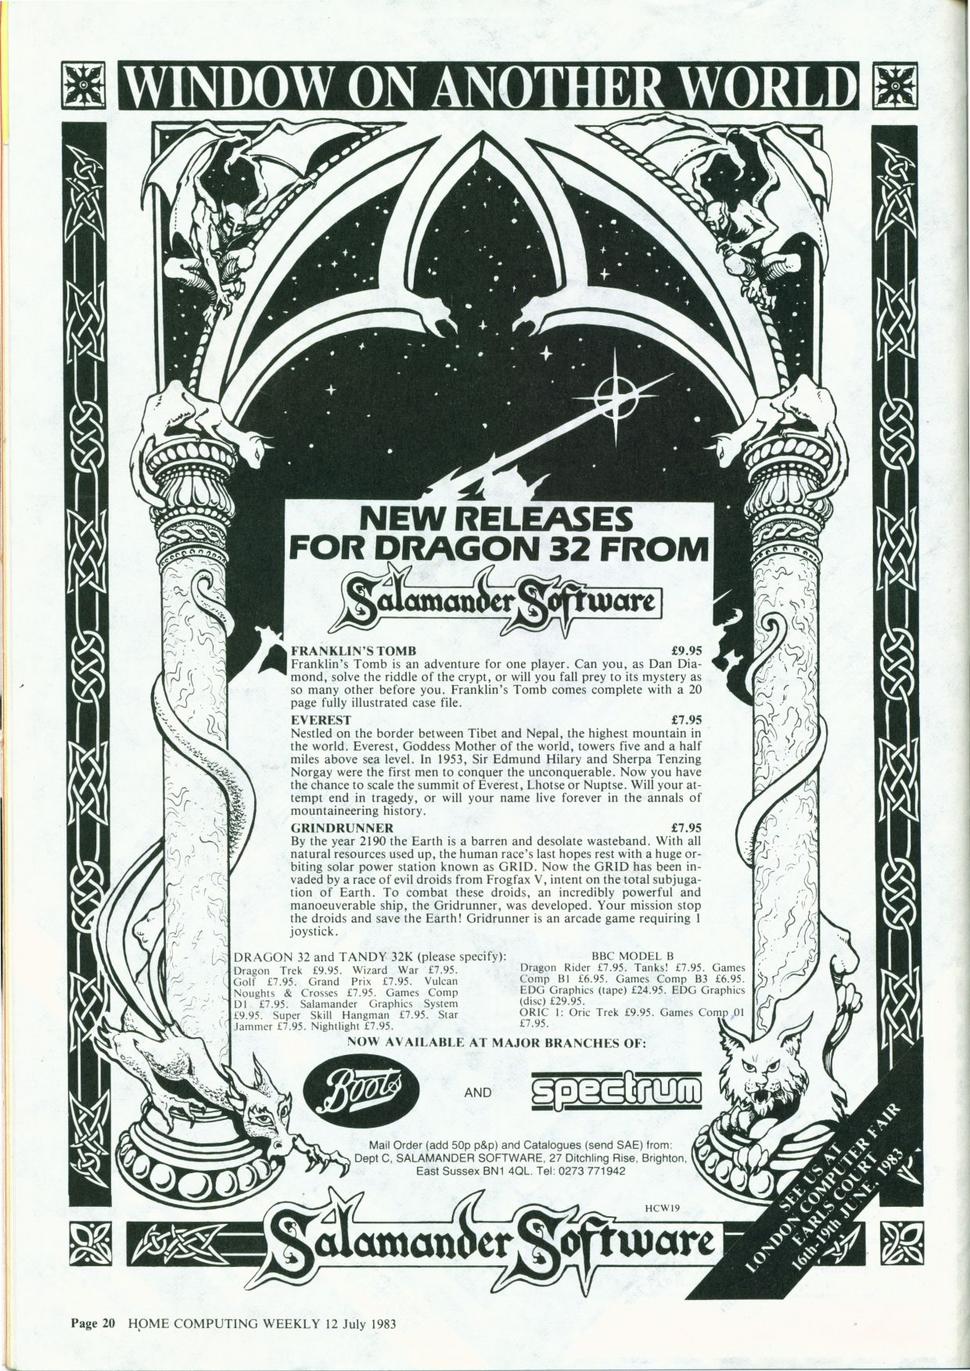 WINDOW ON ANOTHER WORLD
NEW RELEASES
FOR DRAGON 32 FROM
Salamander Software
FRANKLIN'S TOMB £9.95
Franklin's Tomb is an adventure for one player. Can you, as Dan Dia-
mond, solve the riddle of the crypt, or will you fall prey to its mystery as
so many other before you. Franklin's Tomb comes complete with a 20
page fully illustrated case file.
EVEREST £7.95
Nestled on the border between Tibet and Nepal, the highest mountain in
the world. Everest, Goddess Mother of the world, towers five and a half
miles above sea level. In 1953, Sir Edmund Hilary and Sherpa Tenzing
Norgay were the first men to conquer the unconquerable. Now you have
the chance to scale the summit of Everest, Lhotse or Nuptse. Will your at-
tempt end in tragedy, or will your name live forever in the annals of
mountaineering history.
GRINDRUNNER £7.95
By the year 2190 the Earth is a barren and desolate wasteband. With all
natural resources used up, the human race's last hopes rest with a huge or-
biting solar power station known as GRID. Now the GRID has been in-
vaded by a race of evil droids from Frogfax V, intent on the total subjuga-
tion of Earth. To combat these droids, an incredibly powerful and
manoeuverable ship, the Gridrunner, was developed. Your mission stop
the droids and save the Earth! Gridrunner is an arcade game requiring 1
joystick.
DRAGON 32 and TANDY 32K (please specify):
Dragon Trek £9.95. Wizard War £7.95.
Golf £7.95. Grand Prix £7.95. Vulcan
Noughts & Crosses £7.95. Games Comp
D1 £7.95. Salamander Graphics System
£9.95. Super Skill Hangman £7.95. Star
Jammer £7.95. Nightlight £7.95.
BBC MODEL B
Dragon Rider £7.95. Tanks! £7.95. Games
Comp B1 £6.95. Games Comp B3 £6.95.
EDG Graphics (tape) £24.95. EDG Graphics
(disc) £29.95.
ORIC 1: Oric Trek £9.95. Games Comp 01
£7.95.
NOW AVAILABLE AT MAJOR BRANCHES OF:
Boots AND spectrum
Mail Order (add 50p p&p) and Catalogues (send SAE) from:
Dept C, SALAMANDER SOFTWARE, 27 Ditchling Rise, Brighton,
East Sussex BN1 4QL. Tel: 0273 771942
HCW19
Salamander Software
SEE US AT
LONDON COMPUTER FAIR
EARLS COURT
16th-19th JUNE, 1983
Page 20 HOME COMPUTING WEEKLY 12 July 1983